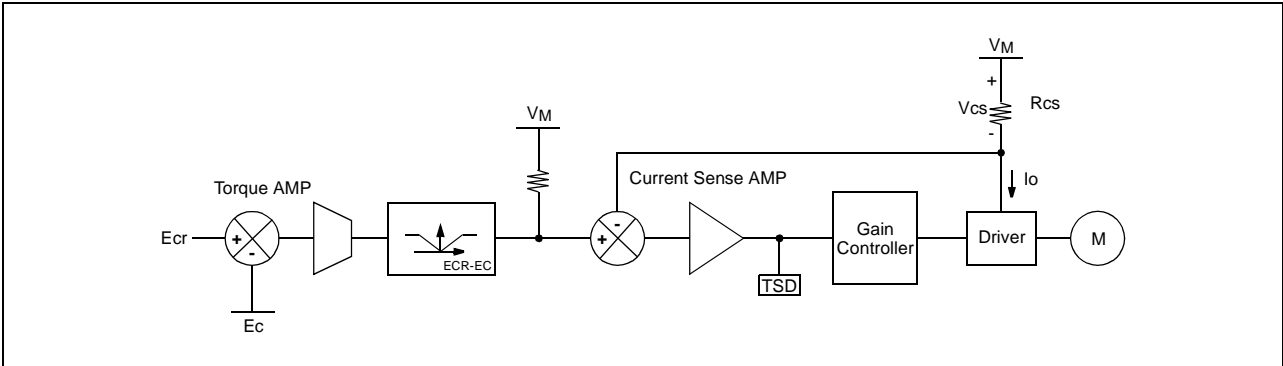 VM
+
Vcs
Rcs
-
VM
Io
Torque AMP
Current Sense AMP
Ecr
+
-
ECR-EC
+
-
Gain
Controller
Driver
M
TSD
Ec